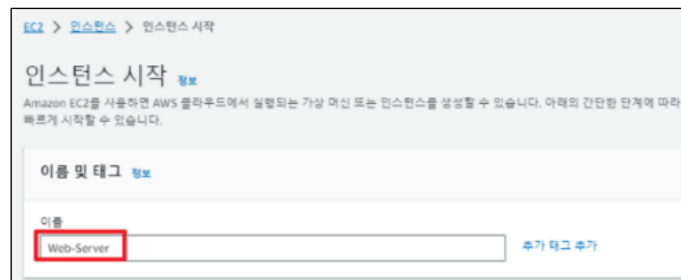 EC2 > 인스턴스 > 인스턴스 시작
인스턴스 시작 정보
Amazon EC2를 사용하면 AWS 클라우드에서 실행되는 가상 머신 또는 인스턴스를 생성할 수 있습니다. 아래의 간단한 단계에 따라
빠르게 시작할 수 있습니다.
이름 및 태그 정보
이름
Web-Server
추가 태그 추가